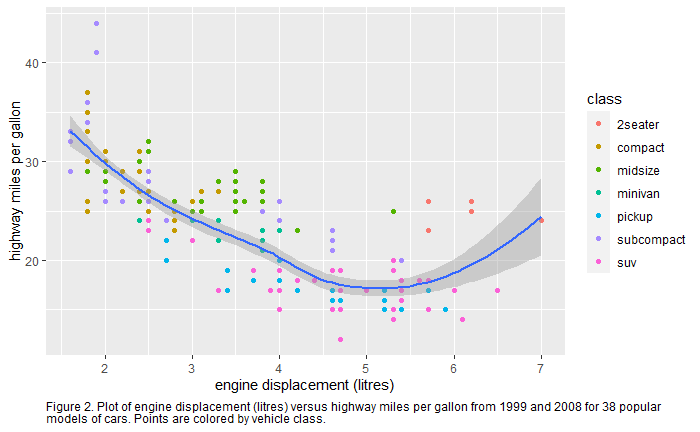 highway miles per gallon
40
30
20
2
3
4
5
6
7
engine displacement (litres)
class
2seater
compact
midsize
minivan
pickup
subcompact
suv
Figure 2. Plot of engine displacement (litres) versus highway miles per gallon from 1999 and 2008 for 38 popular
models of cars. Points are colored by vehicle class.